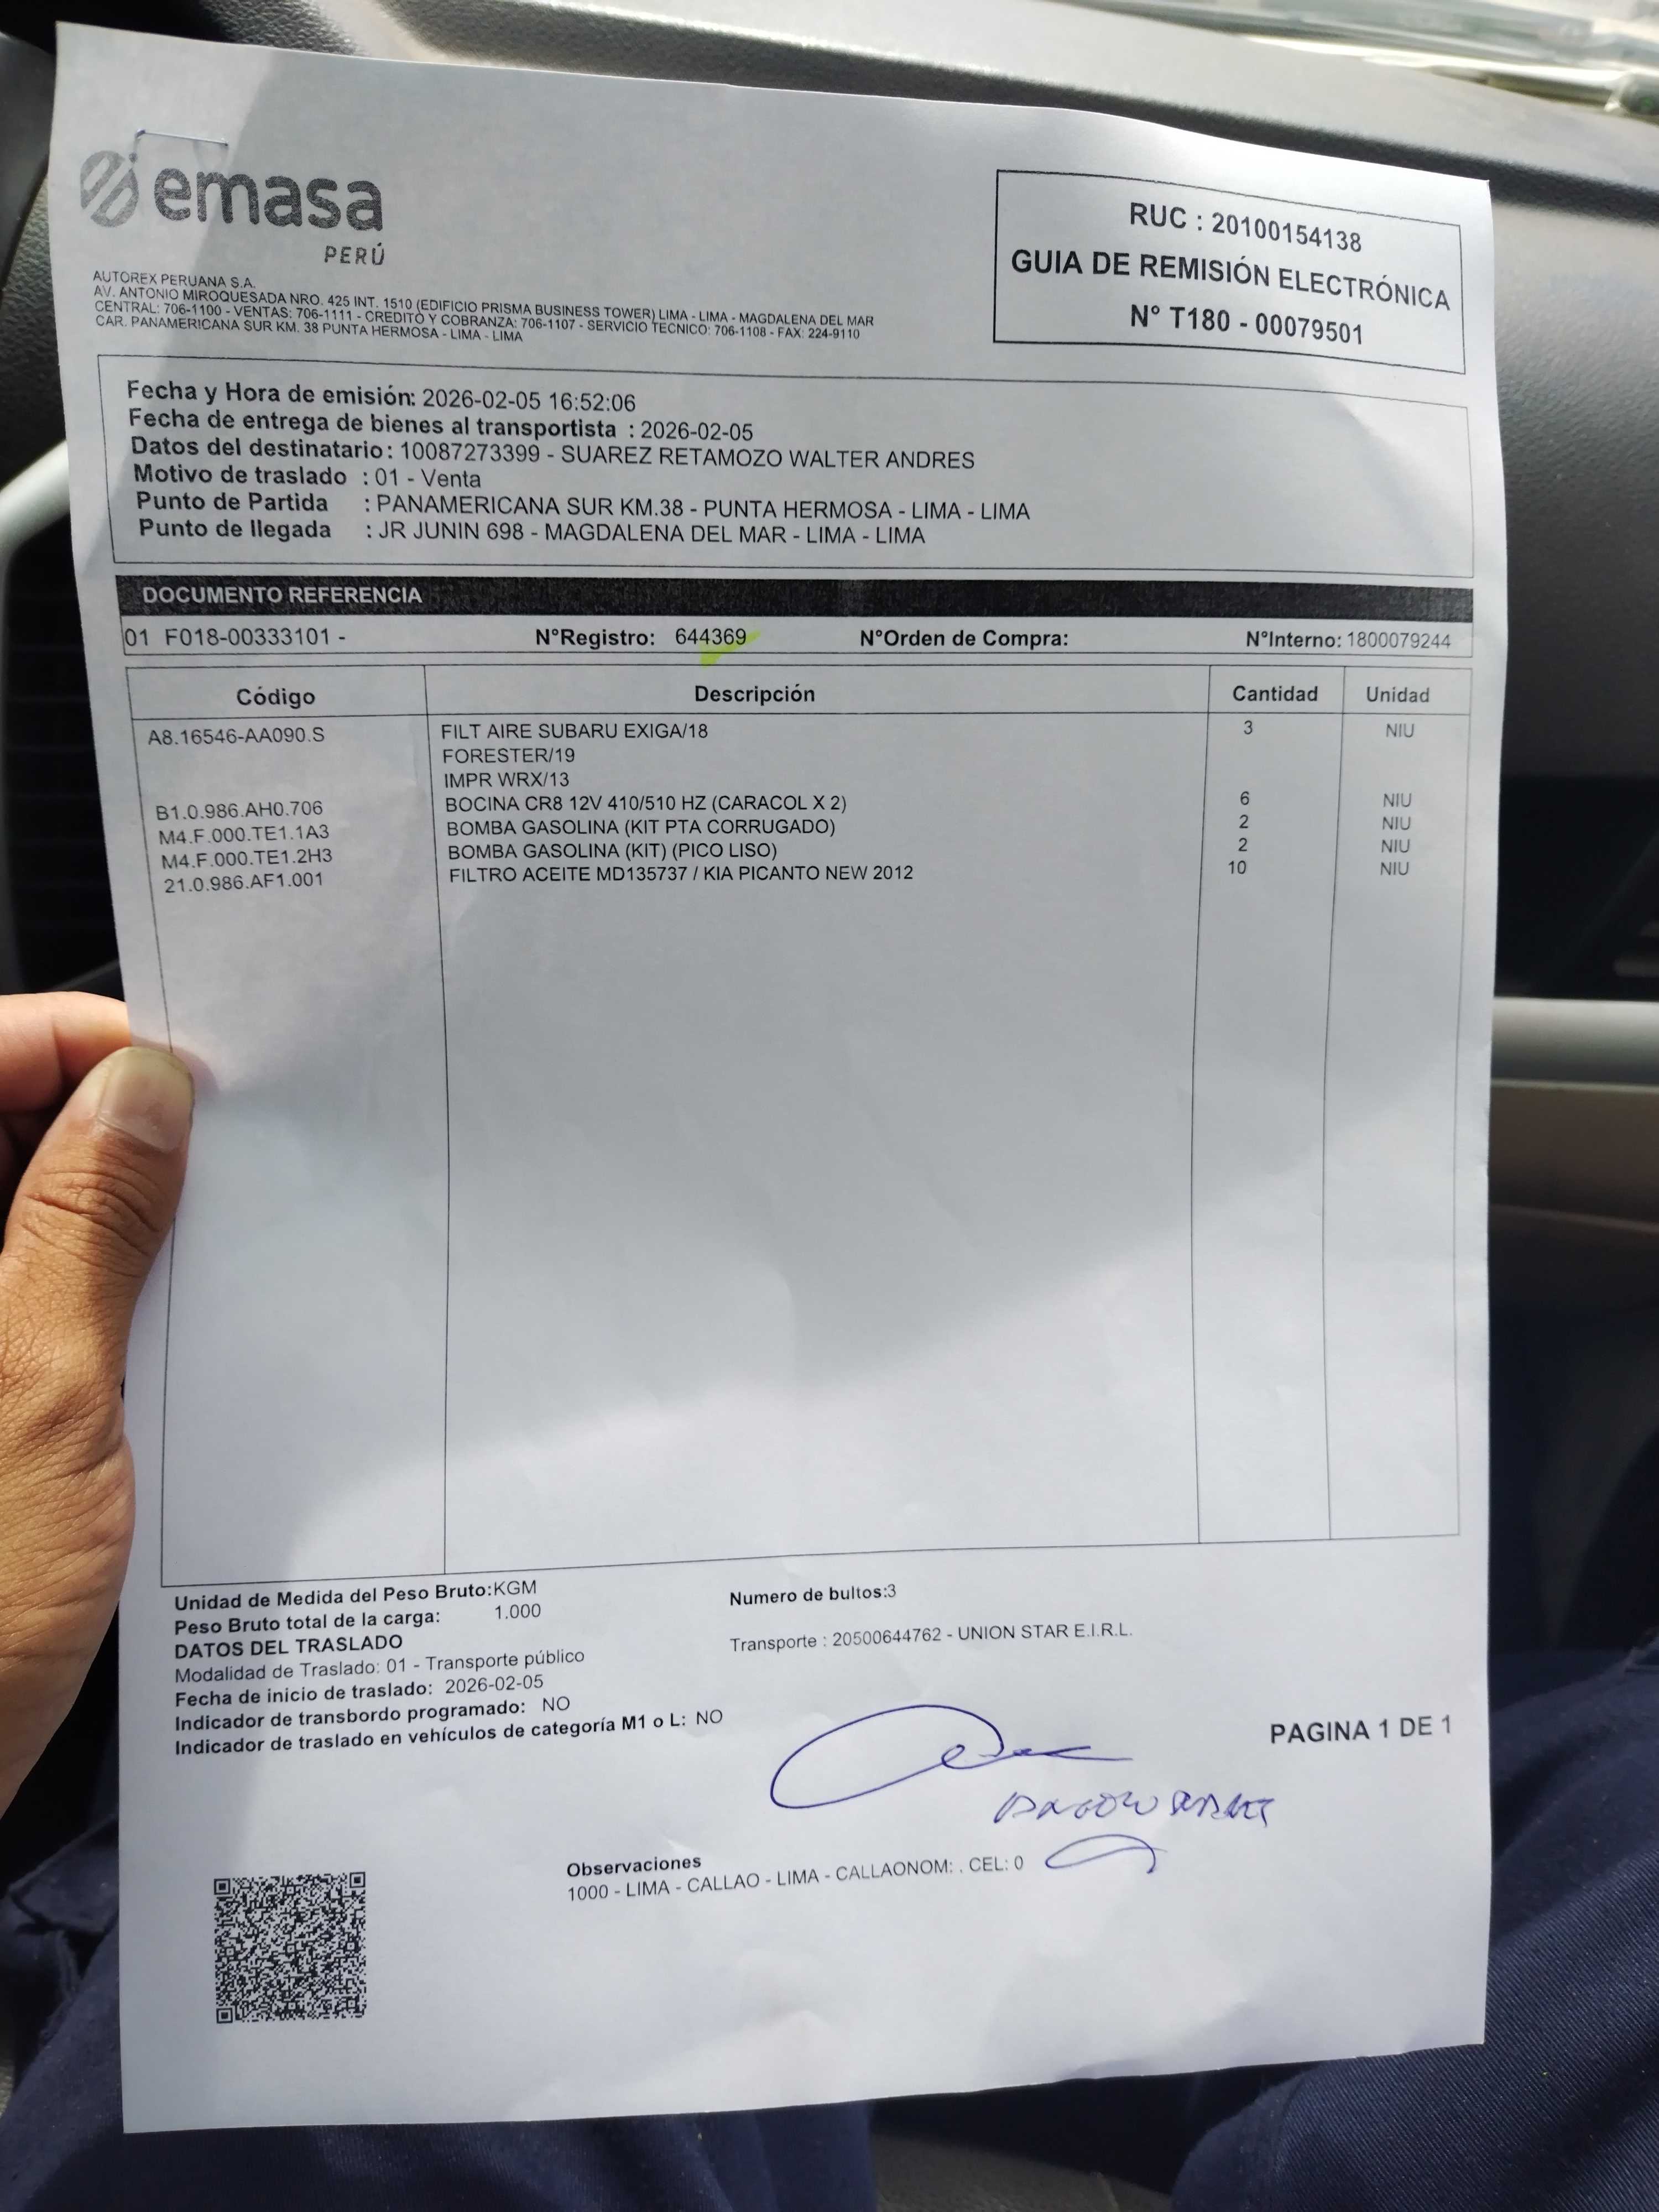 emasa
PERÚ
AUTOREX PERUANA S.A.
AV. ANTONIO MIROQUESADA NRO. 425 INT. 1510 (EDIFICIO PRISMA BUSINESS TOWER) LIMA - LIMA - MAGDALENA DEL MAR
CENTRAL: 706-1100 - VENTAS: 706-1111 - CREDITO Y COBRANZA: 706-1107 - SERVICIO TECNICO: 706-1108 - FAX: 224-9110
CAR. PANAMERICANA SUR KM. 38 PUNTA HERMOSA - LIMA - LIMA
RUC : 20100154138
GUIA DE REMISIÓN ELECTRÓNICA
N° T180 - 00079501
Fecha y Hora de emisión: 2026-02-05 16:52:06
Fecha de entrega de bienes al transportista : 2026-02-05
Datos del destinatario : 10087273399 - SUAREZ RETAMOZO WALTER ANDRES
Motivo de traslado : 01 - Venta
Punto de Partida : PANAMERICANA SUR KM.38 - PUNTA HERMOSA - LIMA - LIMA
Punto de llegada : JR JUNIN 698 - MAGDALENA DEL MAR - LIMA - LIMA
DOCUMENTO REFERENCIA
01 F018-00333101 - N°Registro: 644369 N°Orden de Compra: N°Interno: 1800079244
Código Descripción Cantidad Unidad
A8.16546-AA090.S FILT AIRE SUBARU EXIGA/18 3 NIU
FORESTER/19
IMPR WRX/13
B1.0.986.AH0.706 BOCINA CR8 12V 410/510 HZ (CARACOL X 2) 6 NIU
M4.F.000.TE1.1A3 BOMBA GASOLINA (KIT PTA CORRUGADO) 2 NIU
M4.F.000.TE1.2H3 BOMBA GASOLINA (KIT) (PICO LISO) 2 NIU
21.0.986.AF1.001 FILTRO ACEITE MD135737 / KIA PICANTO NEW 2012 10 NIU
Unidad de Medida del Peso Bruto:KGM Numero de bultos:3
Peso Bruto total de la carga: 1.000
DATOS DEL TRASLADO Transporte : 20500644762 - UNION STAR E.I.R.L.
Modalidad de Traslado: 01 - Transporte público
Fecha de inicio de traslado: 2026-02-05
Indicador de transbordo programado: NO
Indicador de traslado en vehículos de categoría M1 o L: NO
PAGINA 1 DE 1
Observaciones
1000 - LIMA - CALLAO - LIMA - CALLAONOM: . CEL: 0